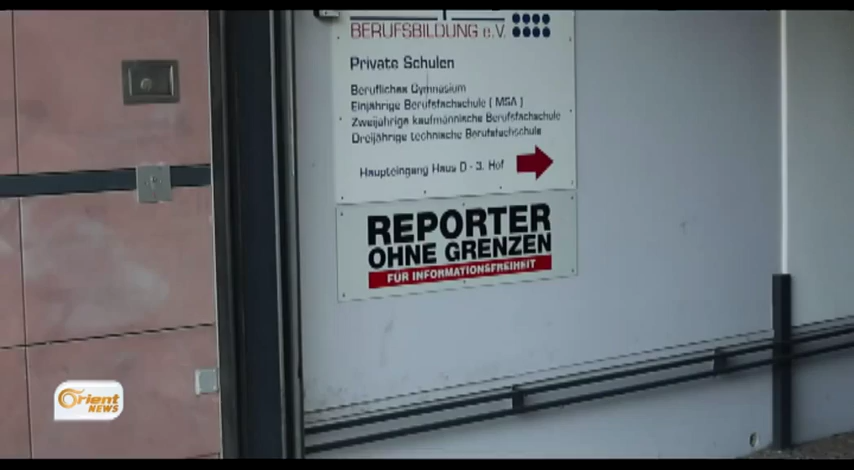 BERUFSBILDUNG e.V.
Private Schulen
Berufliches Gymnasium
Einjährige Berufsfachschule ( MSA )
Zweijährige kaufmännische Berufsfachschule
Dreijährige technische Berufsfachschule
Haupteingang Haus D - 3. Hof
REPORTER
OHNE GRENZEN
FÜR INFORMATIONSFREIHEIT
Orient
NEWS